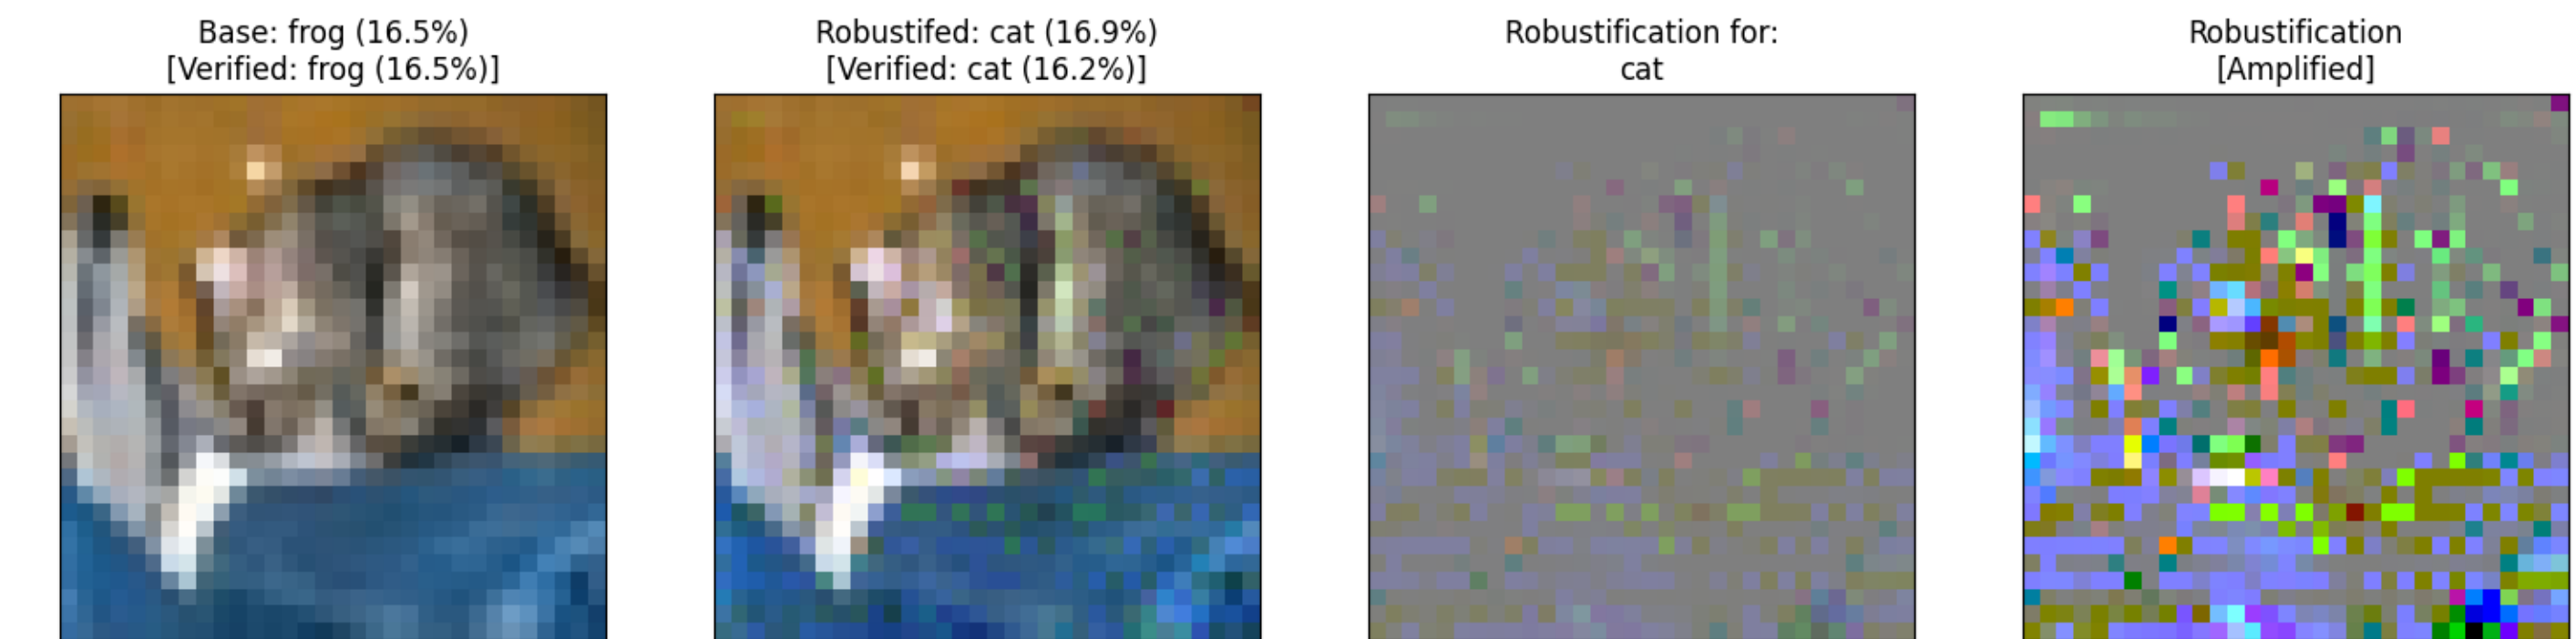 Base: frog (16.5%)
[Verified: frog (16.5%)]
Robustifed: cat (16.9%)
[Verified: cat (16.2%)]
Robustification for:
cat
Robustification
[Amplified]